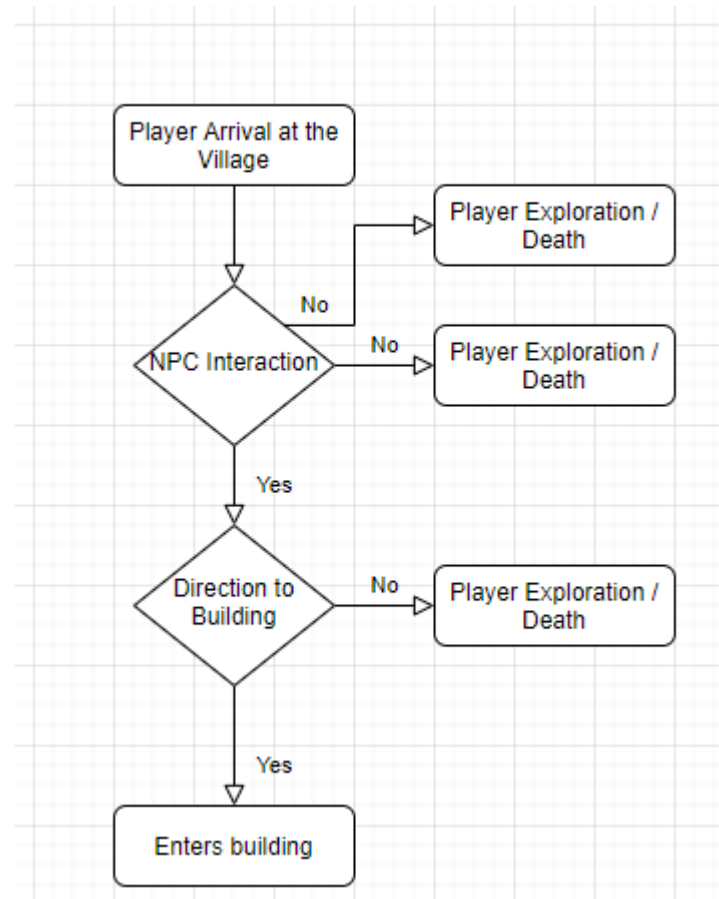 Player Arrival at the
Village
Player Exploration /
Death
No
NPC Interaction
No
Player Exploration /
Death
Yes
Direction to
Building
No
Player Exploration /
Death
Yes
Enters building